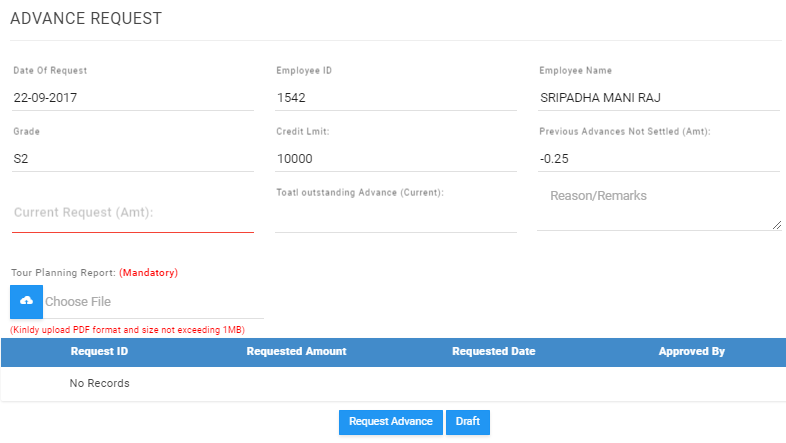 ADVANCE REQUEST
Date Of Request Employee ID Employee Name
22-09-2017 1542 SRIPADHA MANI RAJ
Grade Credit Lmit: Previous Advances Not Settled (Amt):
S2 10000 -0.25
Current Request (Amt): Toatl outstanding Advance (Current): Reason/Remarks
Tour Planning Report: (Mandatory)
Choose File
(Kinldy upload PDF format and size not exceeding 1MB)
Request ID Requested Amount Requested Date Approved By
No Records
Request Advance Draft